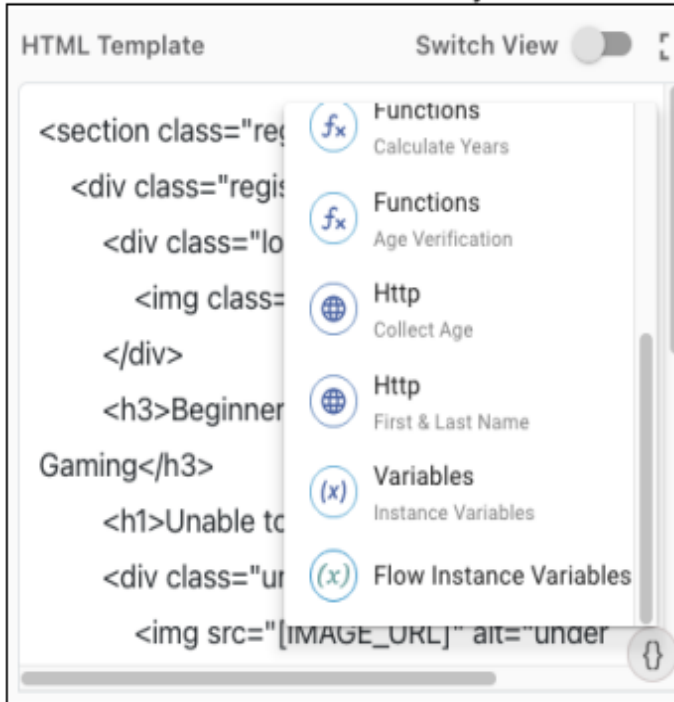 HTML Template Switch View
<section class="reg
Functions
Calculate Years
<div class="regis
Functions
Age Verification
<div class="lo
<img class=
Http
Collect Age
</div>
<h3>Beginner
Http
First & Last Name
Gaming</h3>
Variables
Instance Variables
<h1>Unable to
<div class="ur
Flow Instance Variables
<img src="[IMAGE_URL]" alt="under
{}